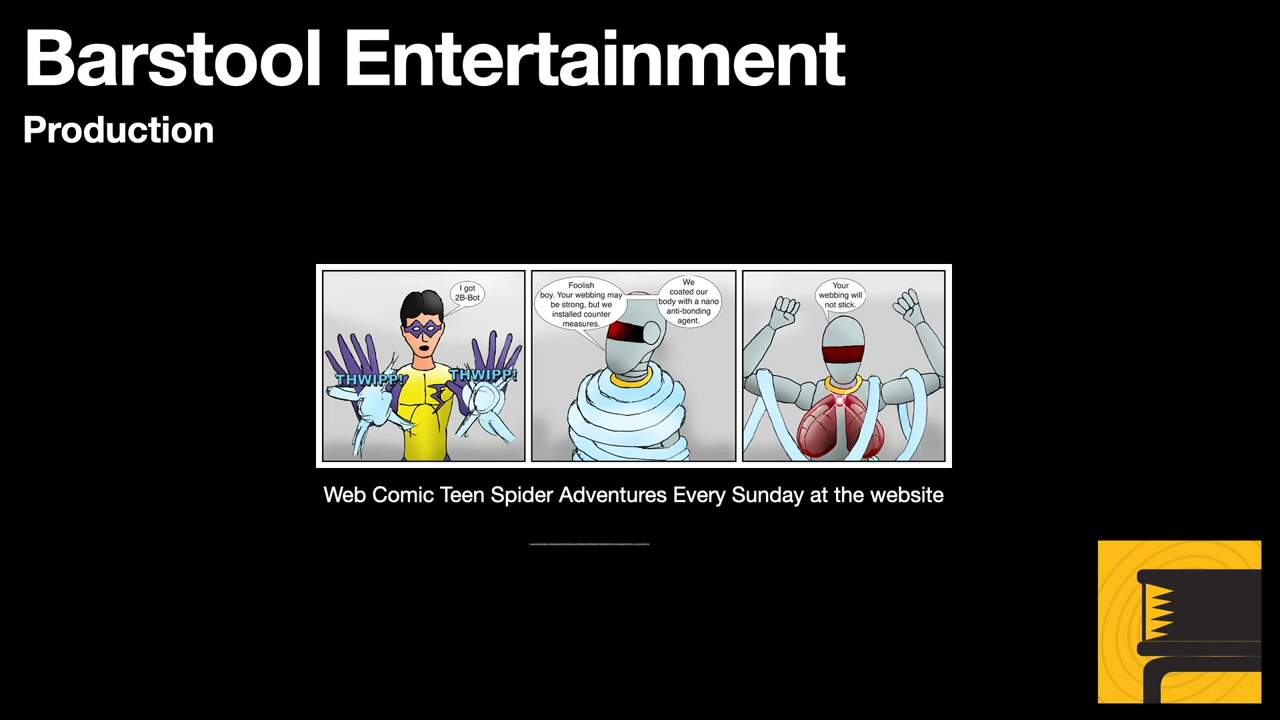 Barstool Entertainment
Production
I got
2B-Bot
THWIPP!
THWIPP!
Foolish
boy. Your webbing may
be strong, but we
installed counter
measures.
We
coated our
body with a nano
anti-bonding
agent.
Your
webbing will
not stick.
Web Comic Teen Spider Adventures Every Sunday at the website